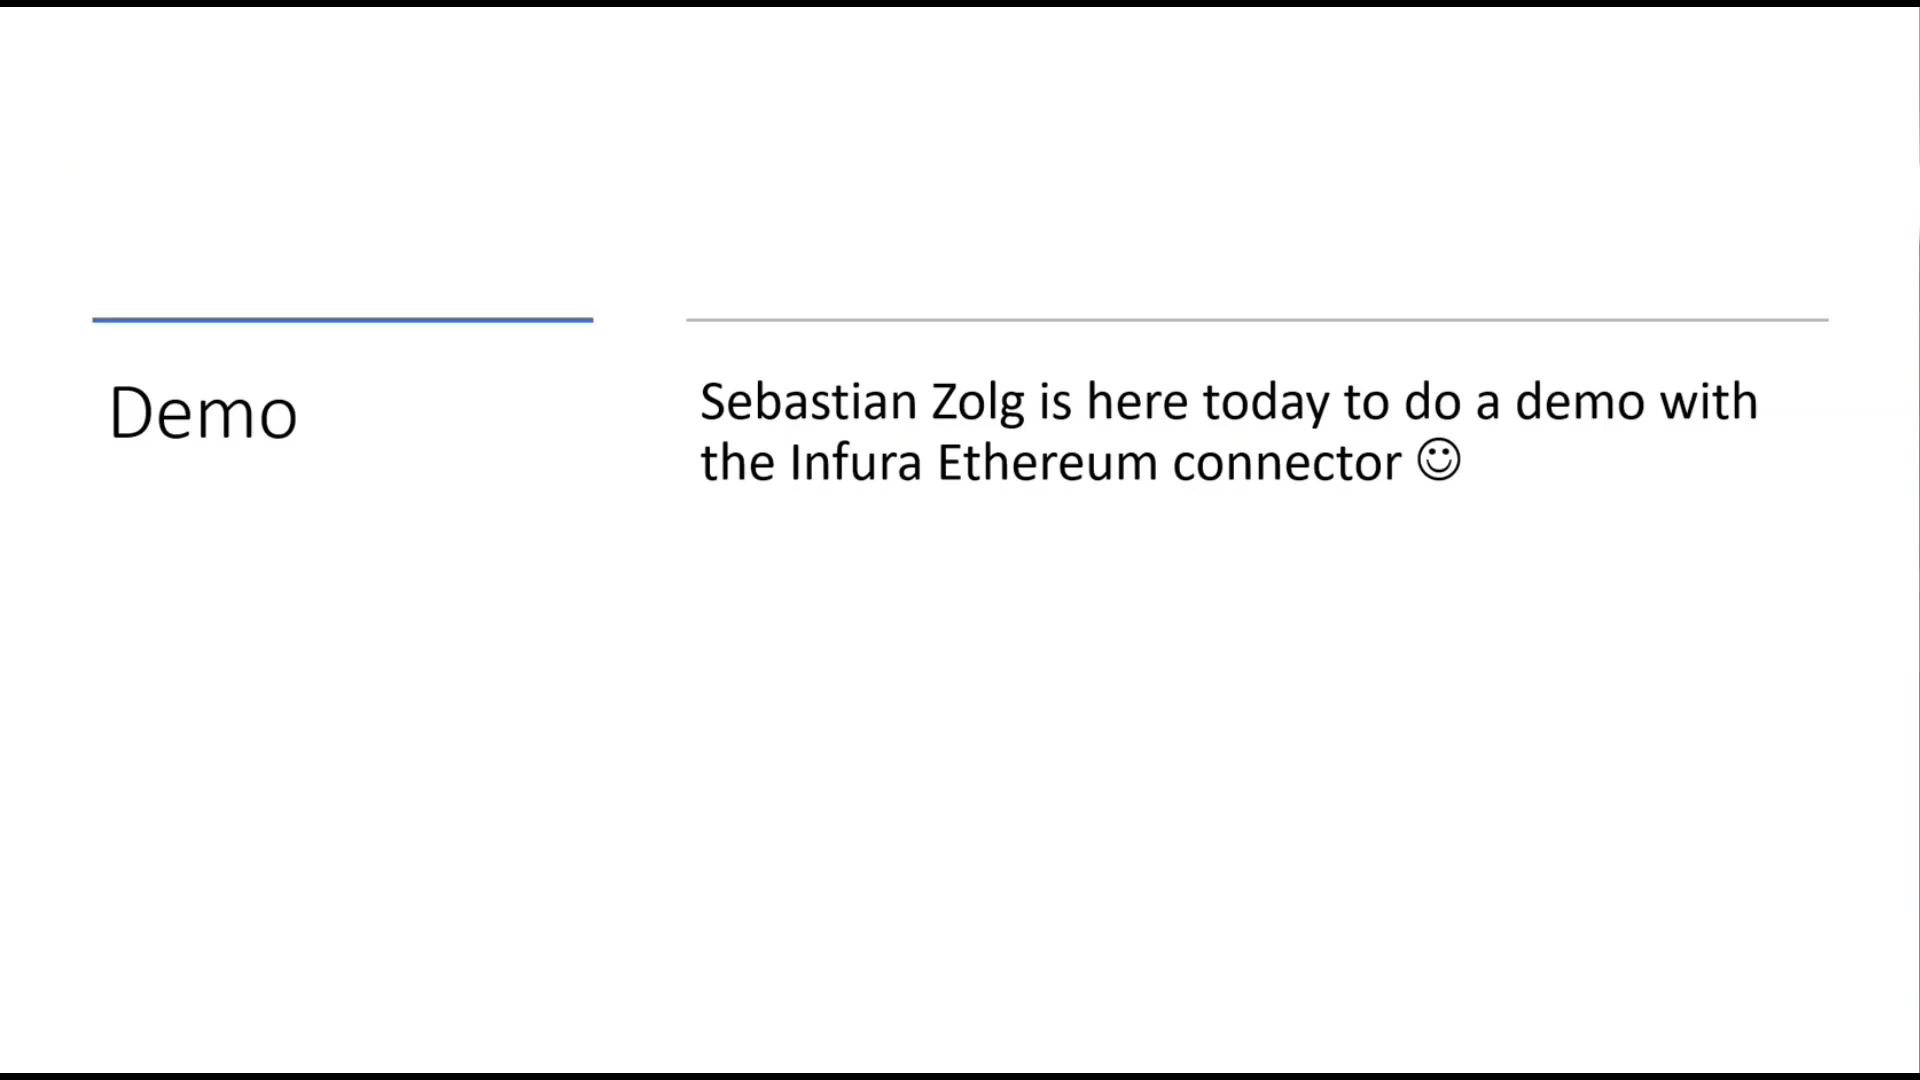 Demo
Sebastian Zolg is here today to do a demo with
the Infura Ethereum connector ☺